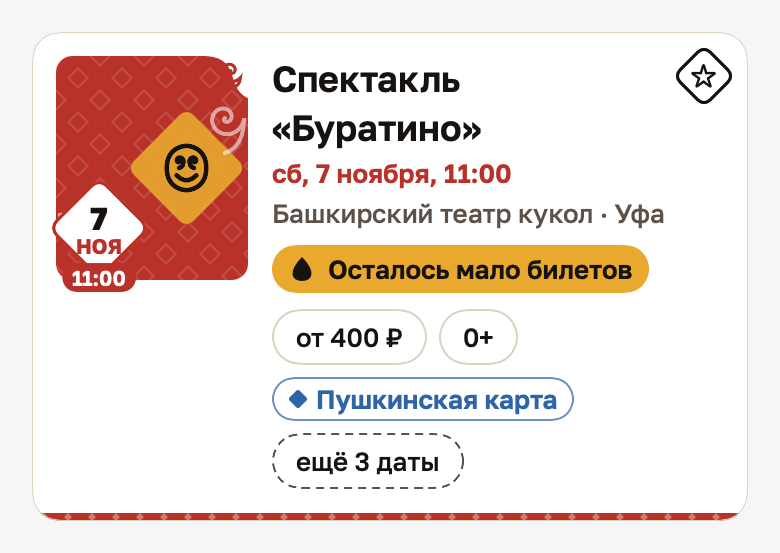 7
ноя
11:00
Спектакль
«Буратино»
сб, 7 ноября, 11:00
Башкирский театр кукол · Уфа
Осталось мало билетов
от 400 ₽
0+
Пушкинская карта
ещё 3 даты